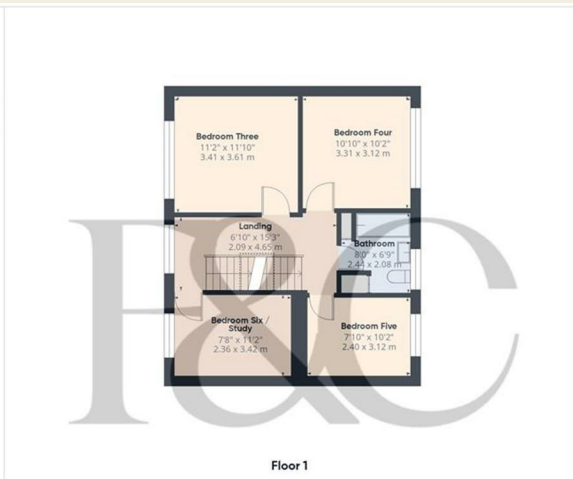 Bedroom Three
11'2" x 11'10"
3.41 x 3.61 m
Bedroom Four
10'10" x 10'2"
3.31 x 3.12 m
Landing
6'10" x 15'3"
2.09 x 4.65 m
Bathroom
8'0" x 6'9"
2.44 x 2.08 m
Bedroom Six /
Study
7'8" x 11'2"
2.36 x 3.42 m
Bedroom Five
7'10" x 10'2"
2.40 x 3.12 m
F&C
Floor 1